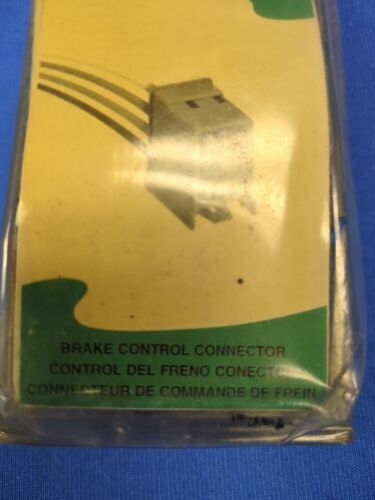 BRAKE CONTROL CONNECTOR
CONTROL DEL FRENO CONECTOR
CONNECTEUR DE COMMANDE DE FREIN